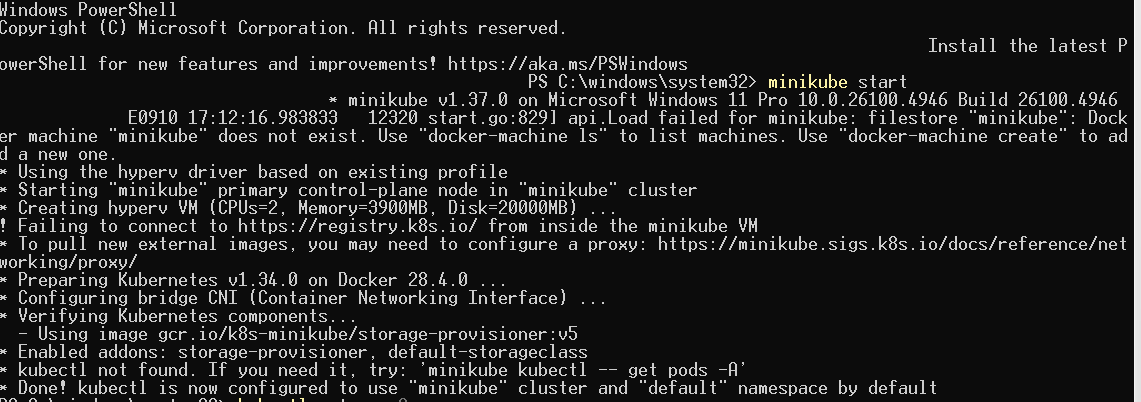 Windows PowerShell
Copyright (C) Microsoft Corporation. All rights reserved.
Install the latest P
owerShell for new features and improvements! https://aka.ms/PSWindows
PS C:\windows\system32> minikube start
* minikube v1.37.0 on Microsoft Windows 11 Pro 10.0.26100.4946 Build 26100.4946
E0910 17:12:16.983833   12320 start.go:829] api.Load failed for minikube: filestore "minikube": Dock
er machine "minikube" does not exist. Use "docker-machine ls" to list machines. Use "docker-machine create" to ad
d a new one.
* Using the hyperv driver based on existing profile
* Starting "minikube" primary control-plane node in "minikube" cluster
* Creating hyperv VM (CPUs=2, Memory=3900MB, Disk=20000MB) ...
! Failing to connect to https://registry.k8s.io/ from inside the minikube VM
* To pull new external images, you may need to configure a proxy: https://minikube.sigs.k8s.io/docs/reference/net
working/proxy/
* Preparing Kubernetes v1.34.0 on Docker 28.4.0 ...
* Configuring bridge CNI (Container Networking Interface) ...
* Verifying Kubernetes components...
  - Using image gcr.io/k8s-minikube/storage-provisioner:v5
* Enabled addons: storage-provisioner, default-storageclass
* kubectl not found. If you need it, try: 'minikube kubectl -- get pods -A'
* Done! kubectl is now configured to use "minikube" cluster and "default" namespace by default